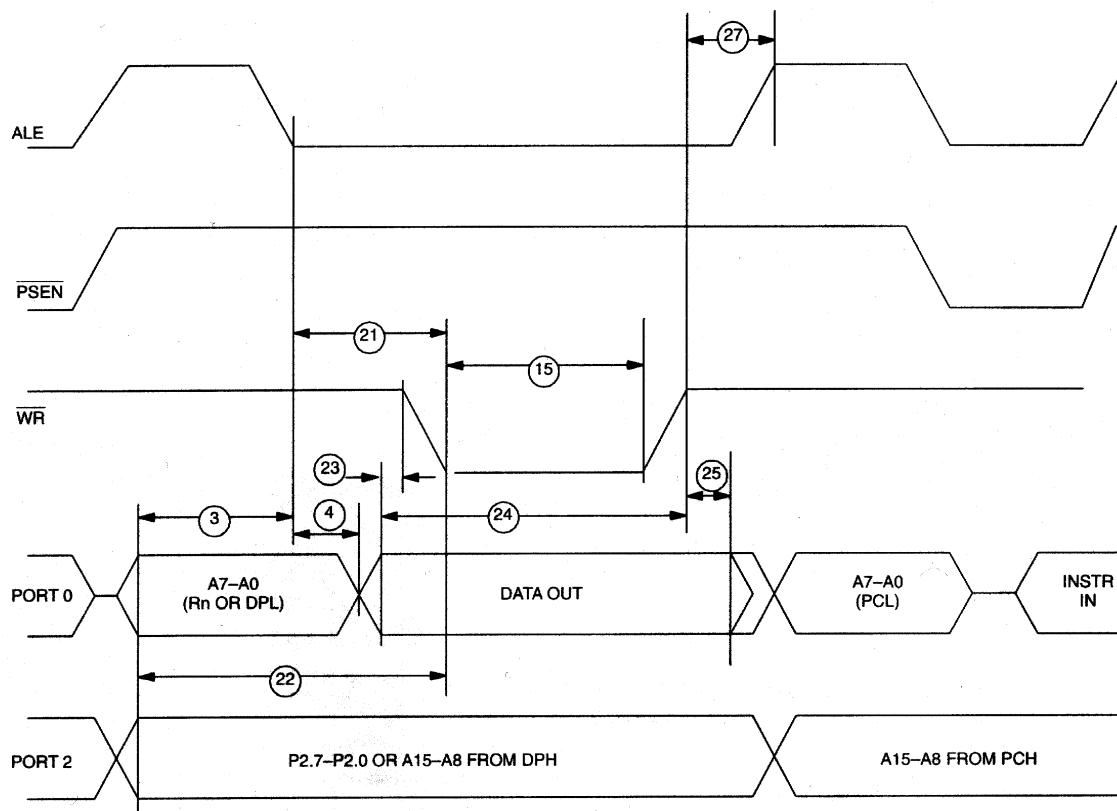 27
ALE
PSEN
21
15
WR
23
25
3
4
24
PORT 0
A7–A0
(Rn OR DPL)
DATA OUT
A7–A0
(PCL)
INSTR
IN
22
PORT 2
P2.7–P2.0 OR A15–A8 FROM DPH
A15–A8 FROM PCH